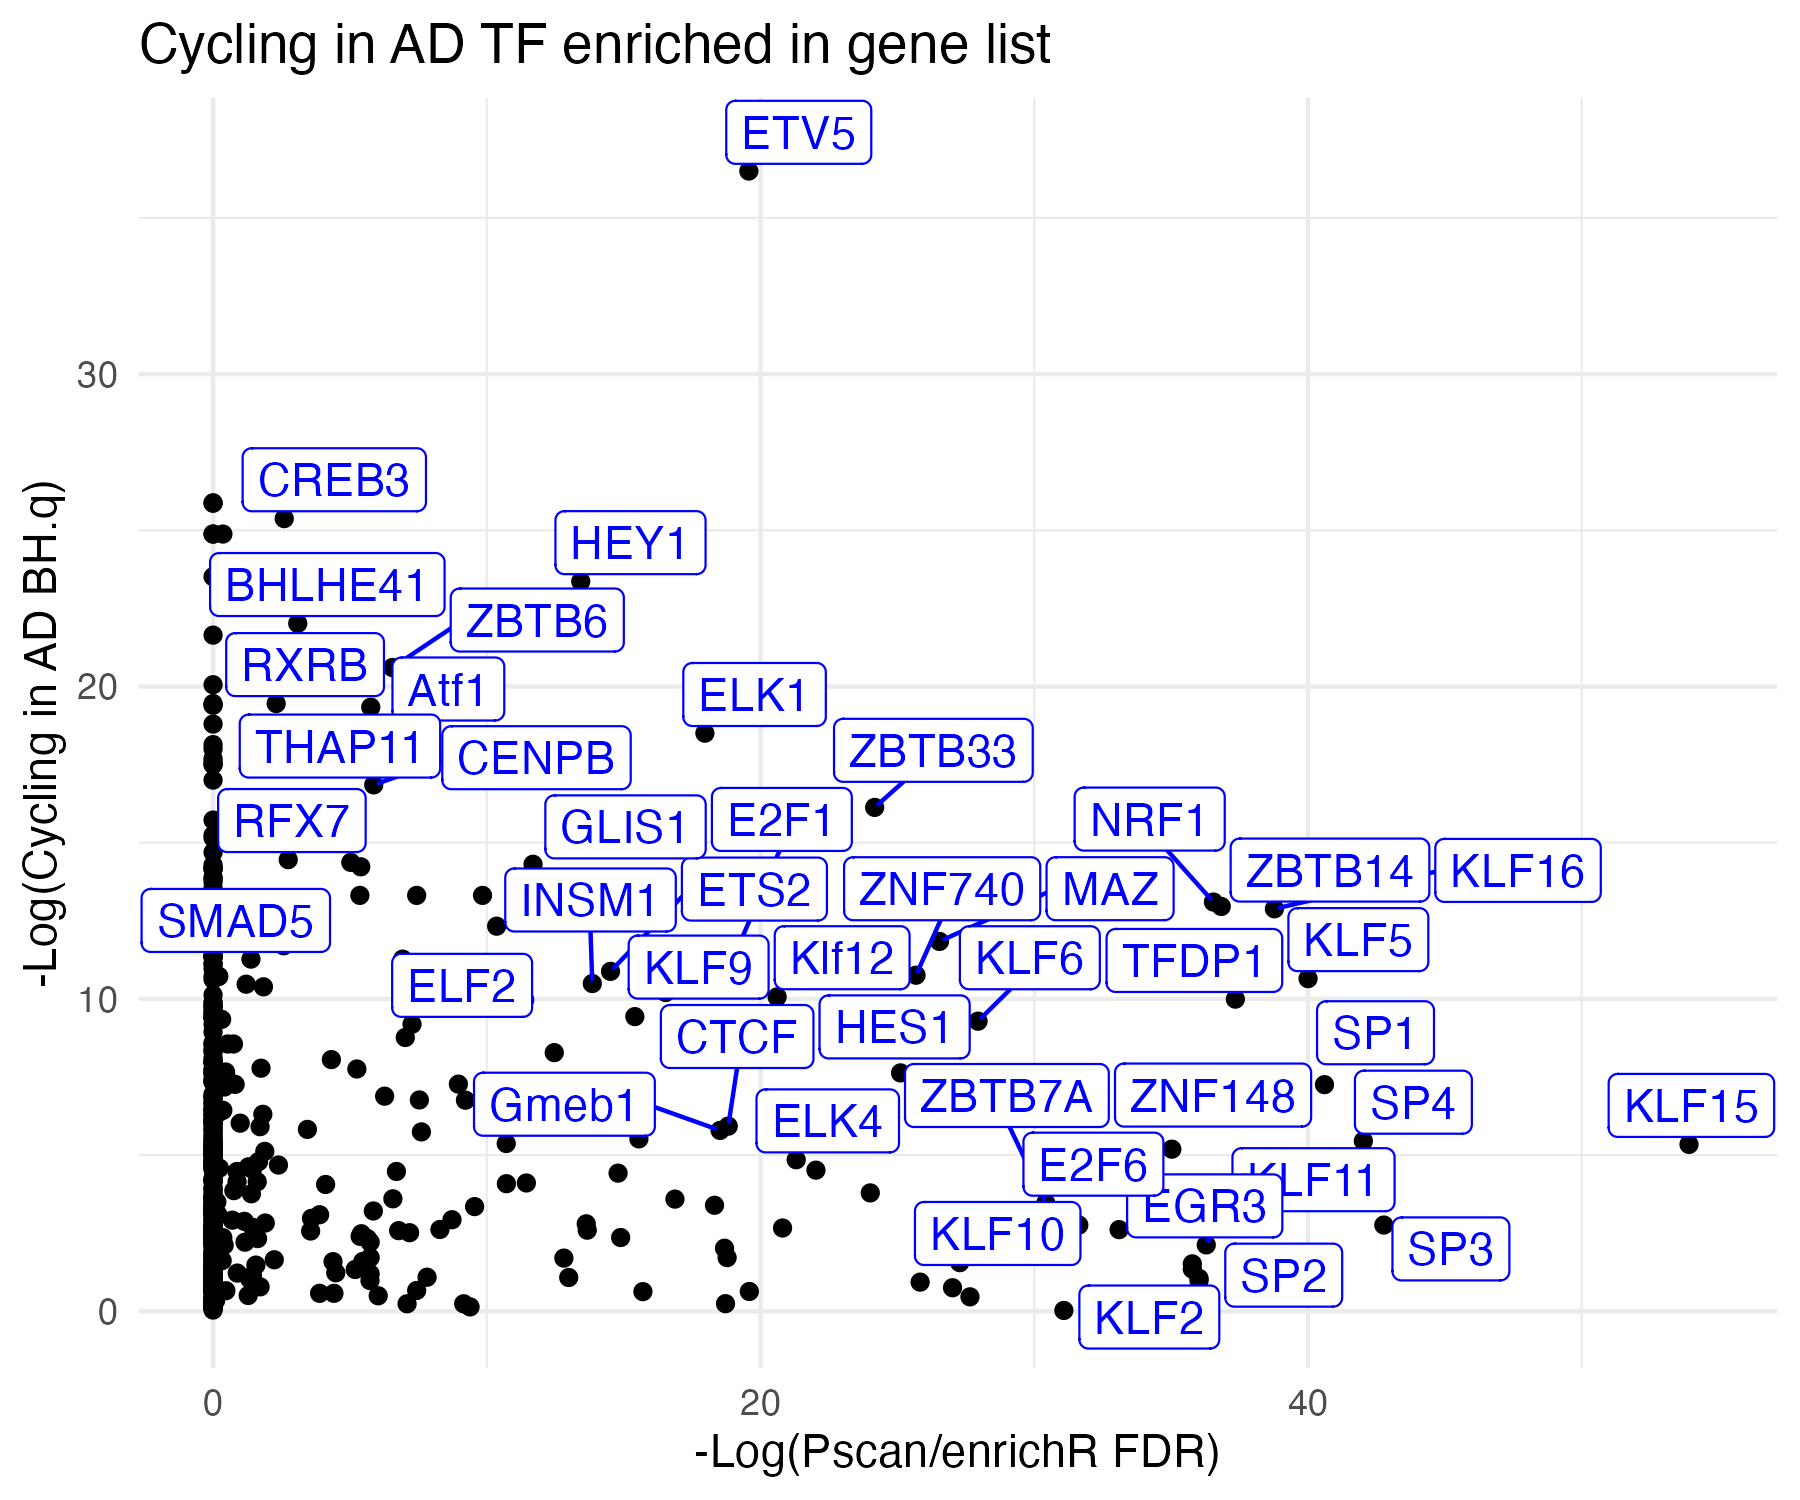 Cycling in AD TF enriched in gene list
ETV5
30
CREB3
HEY1
BHLHE41
ZBTB6
RXRB
Atf1
20
ELK1
THAP11
CENPB
ZBTB33
RFX7
GLIS1
E2F1
NRF1
ZBTB14
KLF16
INSM1
ETS2
ZNF740
MAZ
SMAD5
KLF9
Klf12
KLF6
TFDP1
KLF5
ELF2
10
CTCF
HES1
SP1
Gmeb1
ELK4
ZBTB7A
ZNF148
SP4
KLF15
E2F6
KLF11
EGR3
KLF10
SP3
SP2
KLF2
0
0
20
40
-Log(Pscan/enrichR FDR)
-Log(Cycling in AD BH.q)